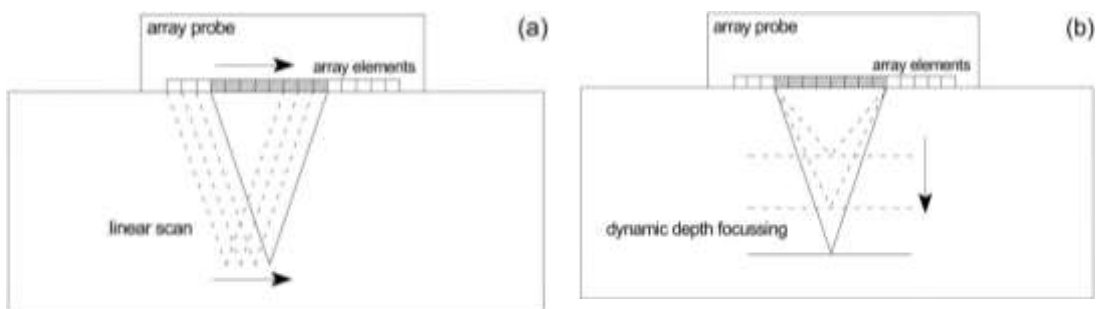 (a)
array probe
array elements
linear scan
(b)
array probe
array elements
dynamic depth focussing